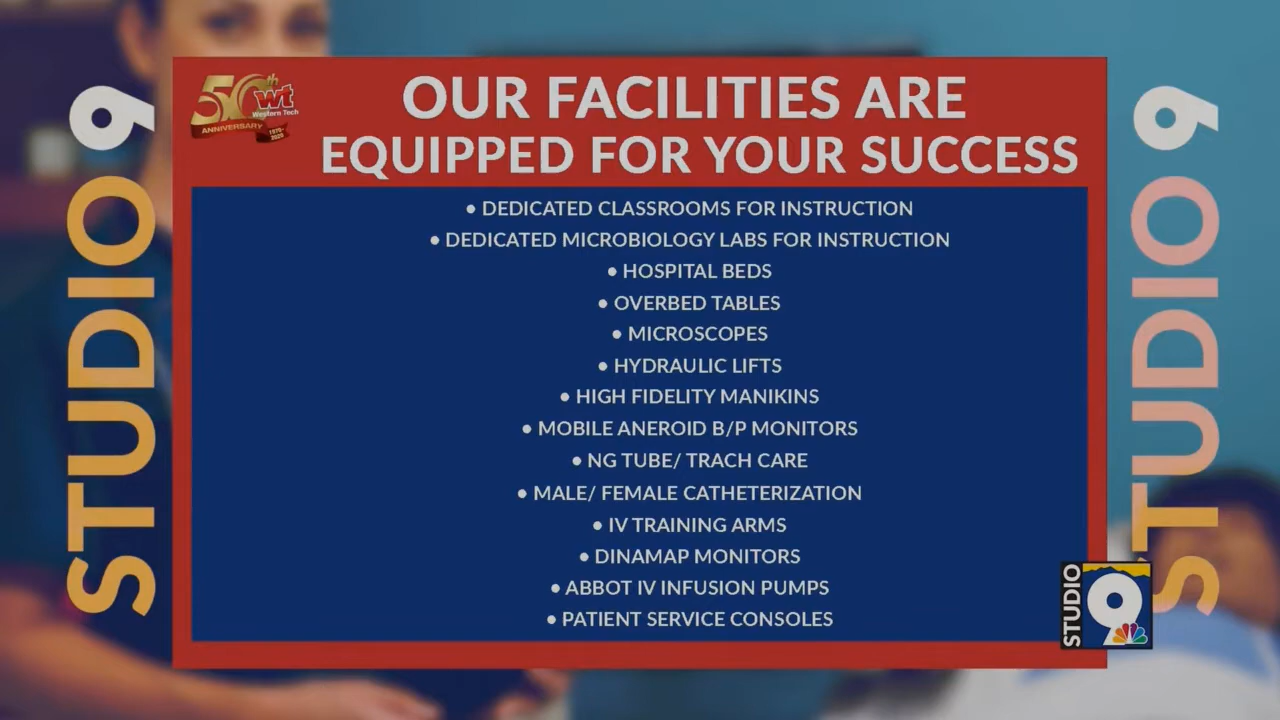 STUDIO 9
50th
wt
Western Tech
ANNIVERSARY
1970-
2020
OUR FACILITIES ARE
EQUIPPED FOR YOUR SUCCESS
• DEDICATED CLASSROOMS FOR INSTRUCTION
• DEDICATED MICROBIOLOGY LABS FOR INSTRUCTION
• HOSPITAL BEDS
• OVERBED TABLES
• MICROSCOPES
• HYDRAULIC LIFTS
• HIGH FIDELITY MANIKINS
• MOBILE ANEROID B/P MONITORS
• NG TUBE/ TRACH CARE
• MALE/ FEMALE CATHETERIZATION
• IV TRAINING ARMS
• DINAMAP MONITORS
• ABBOT IV INFUSION PUMPS
• PATIENT SERVICE CONSOLES
STUDIO 9
STUDIO 9